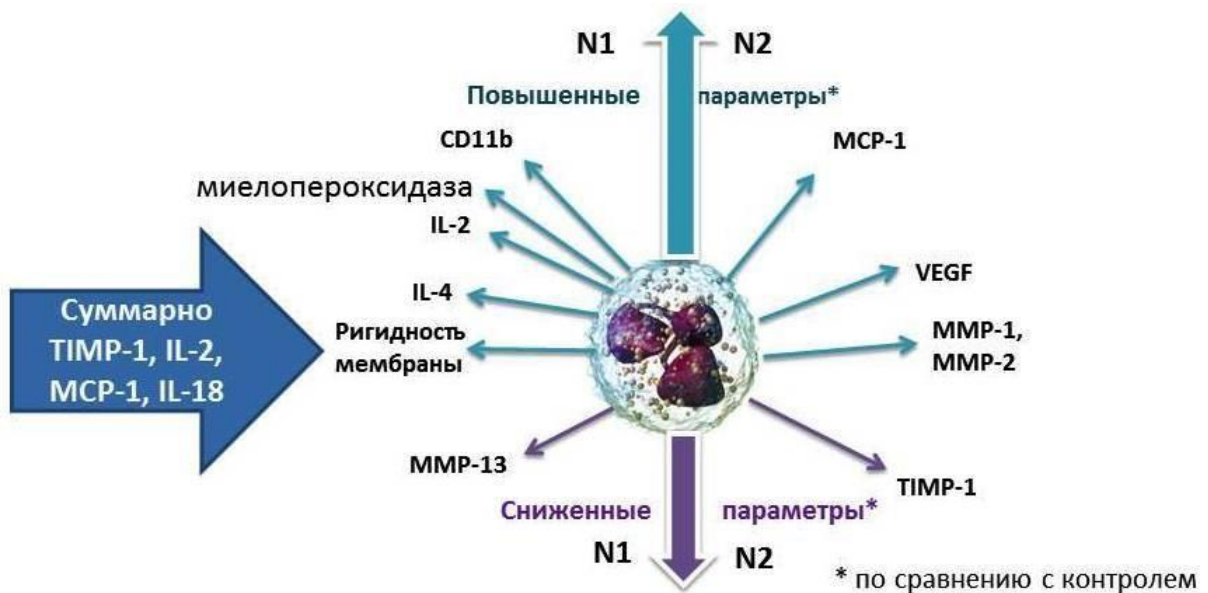 N1 N2
Повышенные параметры*
CD11b
MCP-1
миелопероксидаза
IL-2
IL-4
VEGF
Суммарно
TIMP-1, IL-2,
MCP-1, IL-18
Ригидность
мембраны
MMP-1,
MMP-2
MMP-13
TIMP-1
Сниженные параметры*
N1 N2
* по сравнению с контролем